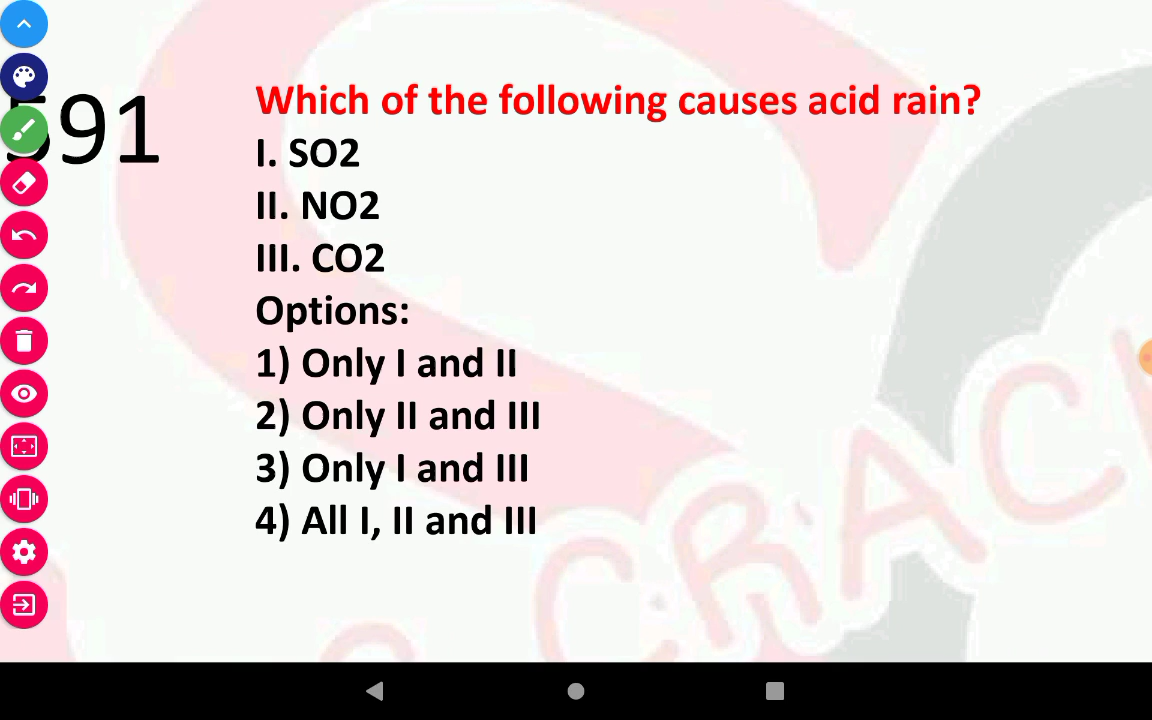 591
Which of the following causes acid rain?
I. SO2
II. NO2
III. CO2
Options:
1) Only I and II
2) Only II and III
3) Only I and III
4) All I, II and III